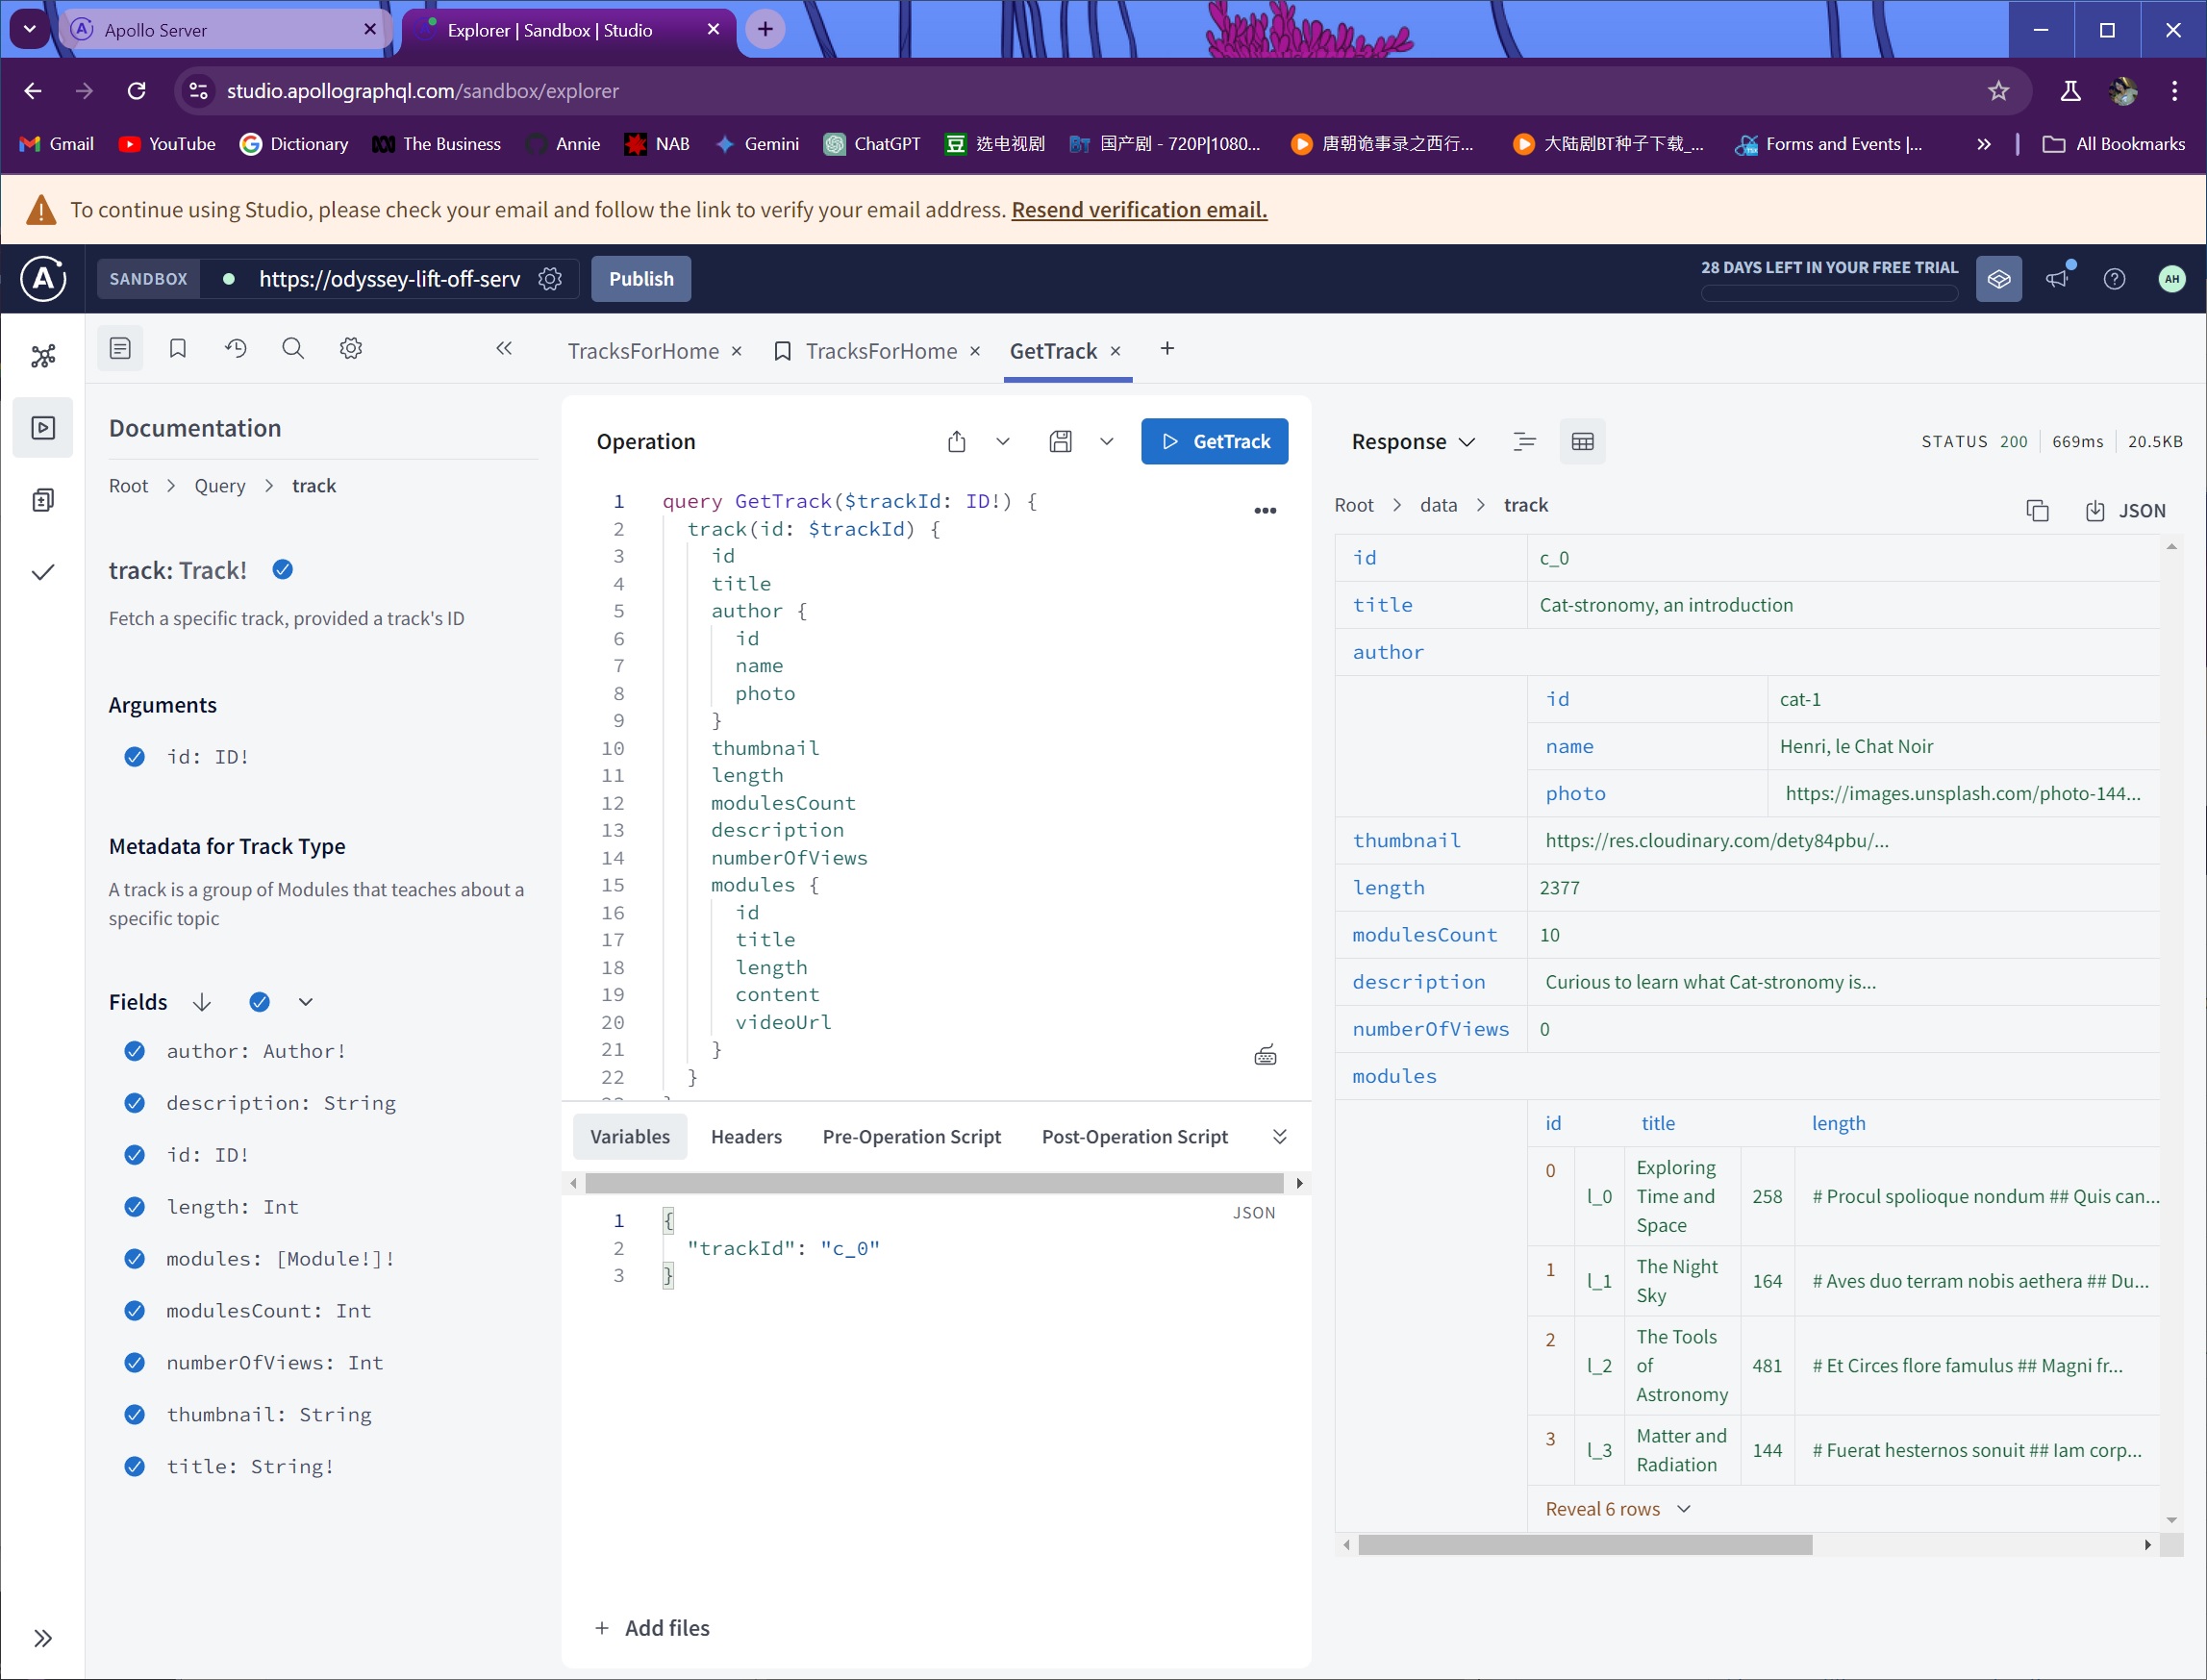 Apollo Server
Explorer | Sandbox | Studio
studio.apollographql.com/sandbox/explorer
Gmail
YouTube
Dictionary
The Business
Annie
NAB
Gemini
ChatGPT
选电视剧
国产剧 - 720P|1080...
唐朝诡事录之西行...
大陆剧BT种子下载_...
Forms and Events |...
All Bookmarks
To continue using Studio, please check your email and follow the link to verify your email address. Resend verification email.
SANDBOX
https://odyssey-lift-off-serv
Publish
28 DAYS LEFT IN YOUR FREE TRIAL
AH
TracksForHome
TracksForHome
GetTrack
Documentation
Root > Query > track
track: Track!
Fetch a specific track, provided a track's ID
Arguments
id: ID!
Metadata for Track Type
A track is a group of Modules that teaches about a
specific topic
Fields
author: Author!
description: String
id: ID!
length: Int
modules: [Module!]!
modulesCount: Int
numberOfViews: Int
thumbnail: String
title: String!
Operation
GetTrack
1 query GetTrack($trackId: ID!) {
2 track(id: $trackId) {
3 id
4 title
5 author {
6 id
7 name
8 photo
9 }
10 thumbnail
11 length
12 modulesCount
13 description
14 numberOfViews
15 modules {
16 id
17 title
18 length
19 content
20 videoUrl
21 }
22 }
Variables
Headers
Pre-Operation Script
Post-Operation Script
JSON
1 {
2 "trackId": "c_0"
3 }
+ Add files
Response
STATUS 200
669ms
20.5KB
Root > data > track
JSON
id c_0
title Cat-stronomy, an introduction
author
id cat-1
name Henri, le Chat Noir
photo https://images.unsplash.com/photo-144...
thumbnail https://res.cloudinary.com/dety84pbu/...
length 2377
modulesCount 10
description Curious to learn what Cat-stronomy is...
numberOfViews 0
modules
id title length
0 l_0 Exploring Time and Space 258 # Procul spolioque nondum ## Quis can...
1 l_1 The Night Sky 164 # Aves duo terram nobis aethera ## Du...
2 l_2 The Tools of Astronomy 481 # Et Circes flore famulus ## Magni fr...
3 l_3 Matter and Radiation 144 # Fuerat hesternos sonuit ## Iam corp...
Reveal 6 rows